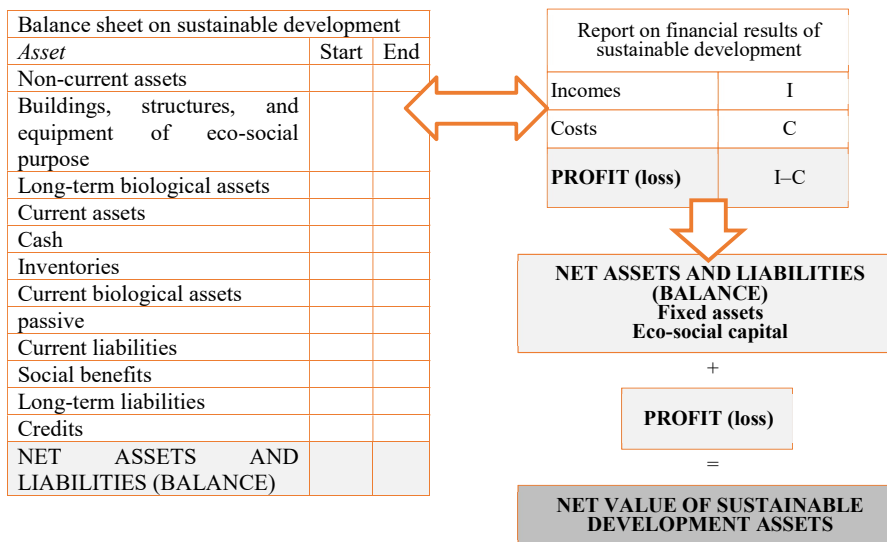 Balance sheet on sustainable development
Asset Start End
Non-current assets
Buildings, structures, and
equipment of eco-social
purpose
Long-term biological assets
Current assets
Cash
Inventories
Current biological assets
passive
Current liabilities
Social benefits
Long-term liabilities
Credits
NET ASSETS AND
LIABILITIES (BALANCE)
Report on financial results of
sustainable development
Incomes I
Costs C
PROFIT (loss) I–C
NET ASSETS AND LIABILITIES
(BALANCE)
Fixed assets
Eco-social capital
+
PROFIT (loss)
=
NET VALUE OF SUSTAINABLE
DEVELOPMENT ASSETS